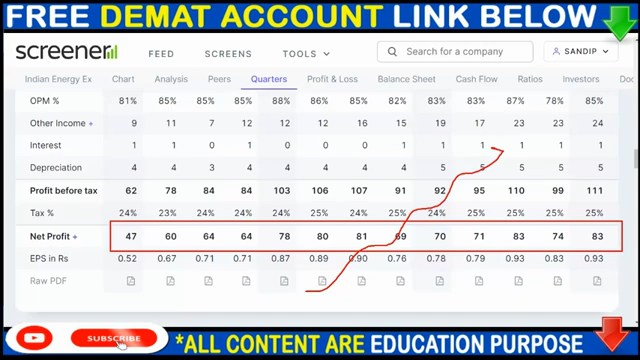 FREE DEMAT ACCOUNT LINK BELOW
screener FEED SCREENS TOOLS Search for a company SANDIP
Indian Energy Ex Chart Analysis Peers Quarters Profit & Loss Balance Sheet Cash Flow Ratios Investors Doc
OPM % 81% 85% 85% 85% 88% 86% 85% 82% 83% 83% 87% 78% 85%
Other Income + 9 11 7 12 12 12 16 15 19 17 23 23 24
Interest 1 1 0 1 0 1 1 1 1 1 1 1 1
Depreciation 4 4 3 4 4 4 4 4 5 5 5 5 5
Profit before tax 62 78 84 84 103 106 107 91 92 95 110 99 111
Tax % 24% 23% 24% 24% 24% 25% 24% 25% 24% 25% 25% 25% 25%
Net Profit + 47 60 64 64 78 80 81 69 70 71 83 74 83
EPS in Rs 0.52 0.67 0.71 0.71 0.87 0.89 0.90 0.76 0.78 0.79 0.93 0.83 0.93
Raw PDF
SUBSCRIBE *ALL CONTENT ARE EDUCATION PURPOSE